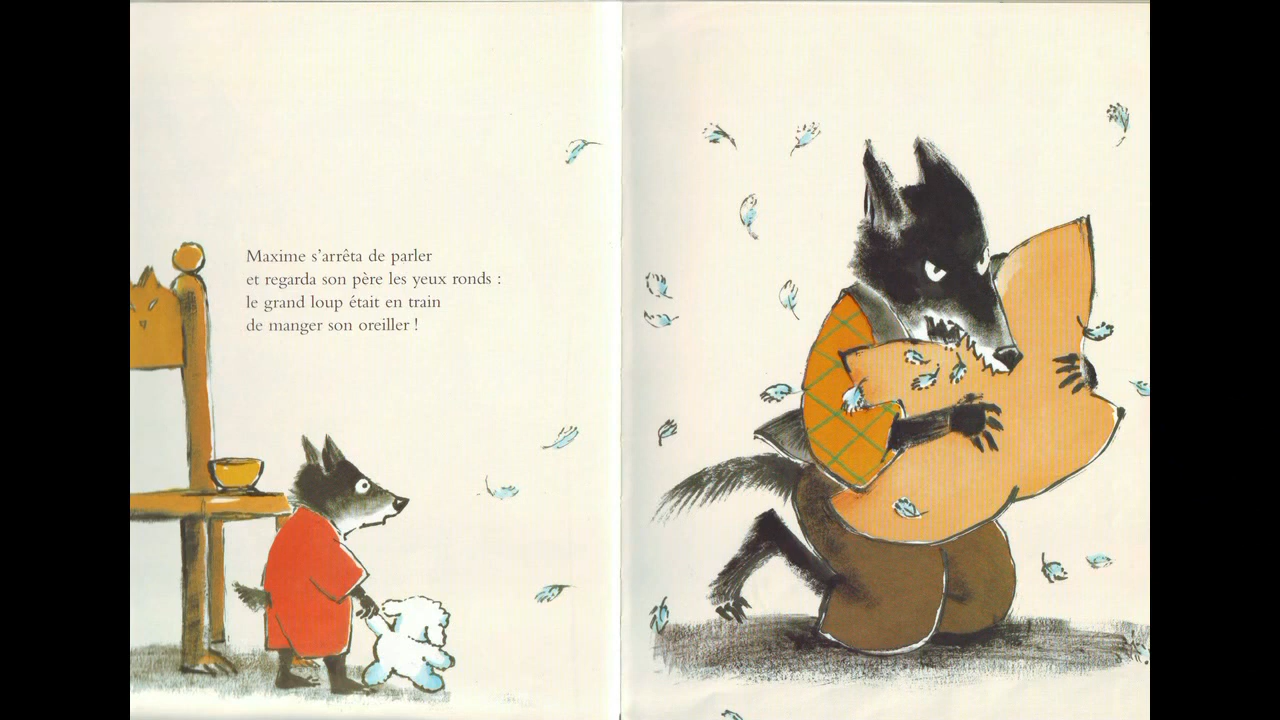 Maxime s'arrêta de parler
et regarda son père les yeux ronds :
le grand loup était en train
de manger son oreiller !